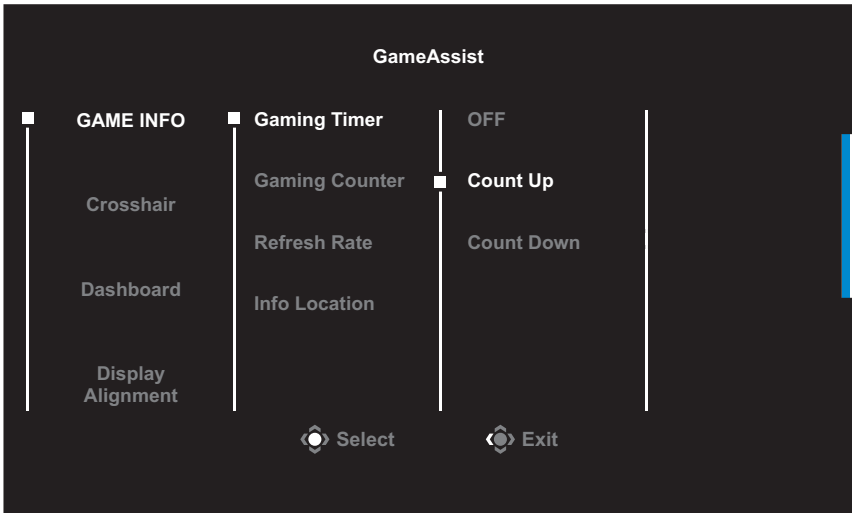 GameAssist
GAME INFO
Crosshair
Dashboard
Display
Alignment
Gaming Timer
Gaming Counter
Refresh Rate
Info Location
OFF
Count Up
Count Down
Select
Exit